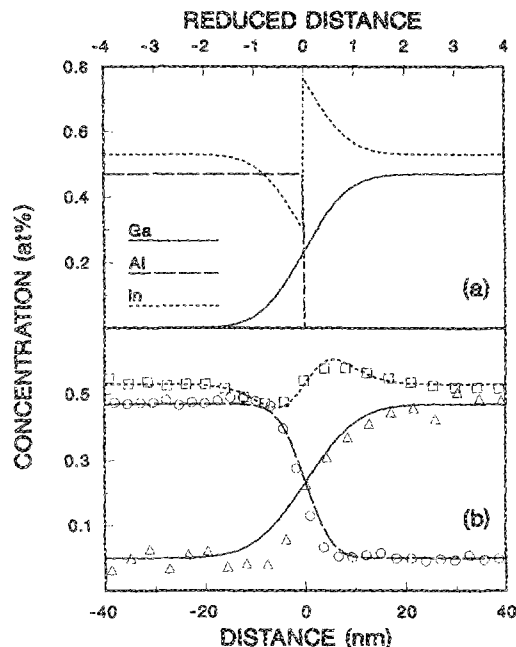 REDUCED DISTANCE
-4 -3 -2 -1 0 1 2 3 4
0.8
0.6
0.4
0.2
Ga
Al
In
(a)
CONCENTRATION (at%)
0.5
0.3
0.1
(b)
-40 -20 0 20 40
DISTANCE (nm)